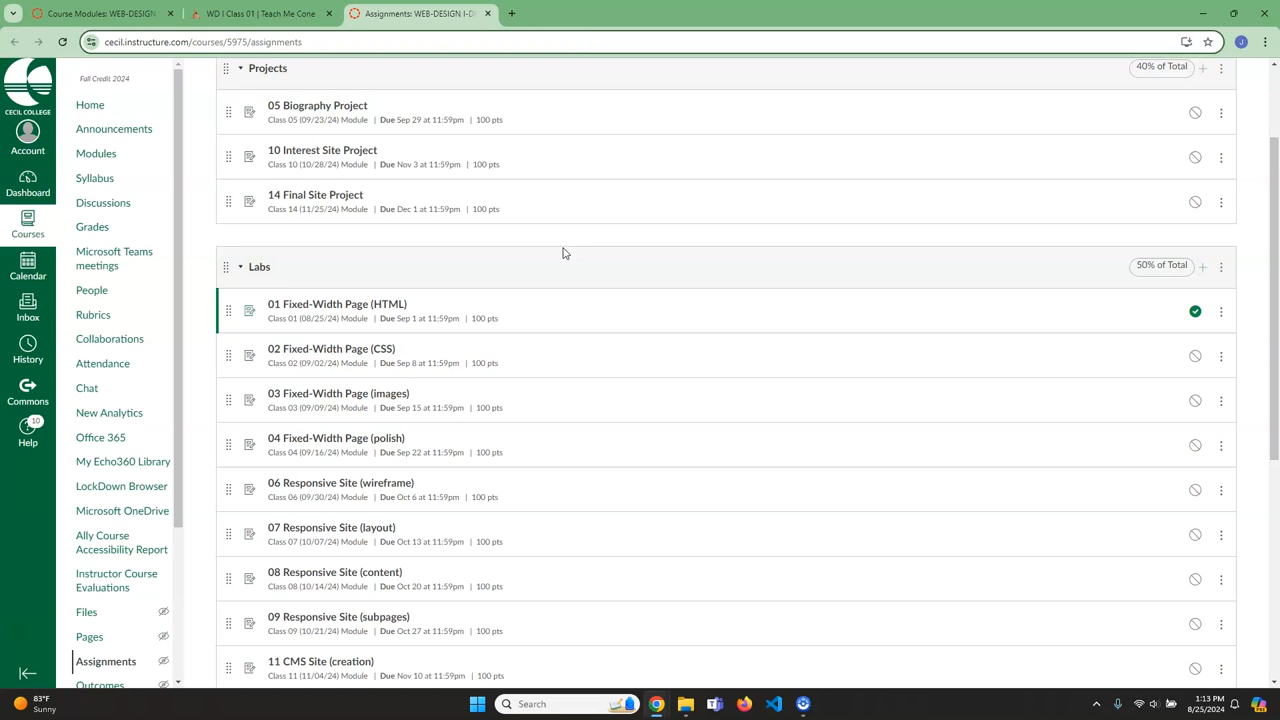 Course Modules: WEB-DESIGN
WD I Class 01 | Teach Me Cone
Assignments: WEB-DESIGN I-D
cecil.instructure.com/courses/5975/assignments
CECIL COLLEGE
Account
Dashboard
Courses
Calendar
Inbox
History
Commons
10
Help
Fall Credit 2024
Home
Announcements
Modules
Syllabus
Discussions
Grades
Microsoft Teams
meetings
People
Rubrics
Collaborations
Attendance
Chat
New Analytics
Office 365
My Echo360 Library
LockDown Browser
Microsoft OneDrive
Ally Course
Accessibility Report
Instructor Course
Evaluations
Files
Pages
Assignments
Outcomes
Projects
40% of Total
05 Biography Project
Class 05 (09/23/24) Module | Due Sep 29 at 11:59pm | 100 pts
10 Interest Site Project
Class 10 (10/28/24) Module | Due Nov 3 at 11:59pm | 100 pts
14 Final Site Project
Class 14 (11/25/24) Module | Due Dec 1 at 11:59pm | 100 pts
Labs
50% of Total
01 Fixed-Width Page (HTML)
Class 01 (08/25/24) Module | Due Sep 1 at 11:59pm | 100 pts
02 Fixed-Width Page (CSS)
Class 02 (09/02/24) Module | Due Sep 8 at 11:59pm | 100 pts
03 Fixed-Width Page (images)
Class 03 (09/09/24) Module | Due Sep 15 at 11:59pm | 100 pts
04 Fixed-Width Page (polish)
Class 04 (09/16/24) Module | Due Sep 22 at 11:59pm | 100 pts
06 Responsive Site (wireframe)
Class 06 (09/30/24) Module | Due Oct 6 at 11:59pm | 100 pts
07 Responsive Site (layout)
Class 07 (10/07/24) Module | Due Oct 13 at 11:59pm | 100 pts
08 Responsive Site (content)
Class 08 (10/14/24) Module | Due Oct 20 at 11:59pm | 100 pts
09 Responsive Site (subpages)
Class 09 (10/21/24) Module | Due Oct 27 at 11:59pm | 100 pts
11 CMS Site (creation)
Class 11 (11/04/24) Module | Due Nov 10 at 11:59pm | 100 pts
83°F
Sunny
Search
1:13 PM
8/25/2024